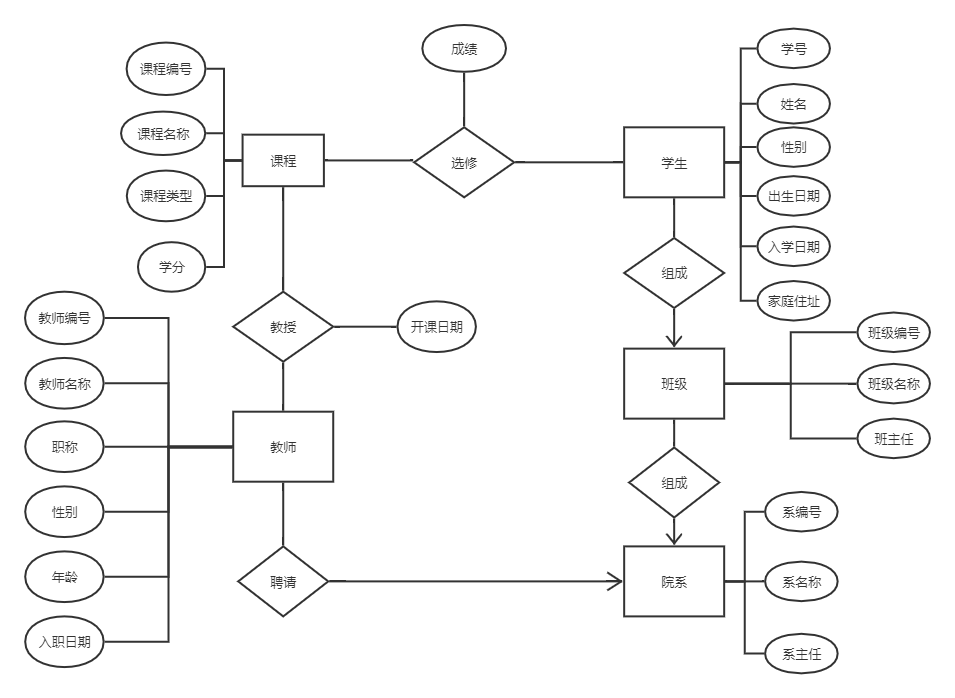 成绩
学号
课程编号
姓名
课程名称
性别
课程
选修
学生
课程类型
出生日期
入学日期
学分
组成
家庭住址
教师编号
教授
开课日期
班级编号
教师名称
班级
班级名称
职称
教师
班主任
组成
性别
系编号
年龄
聘请
院系
系名称
入职日期
系主任